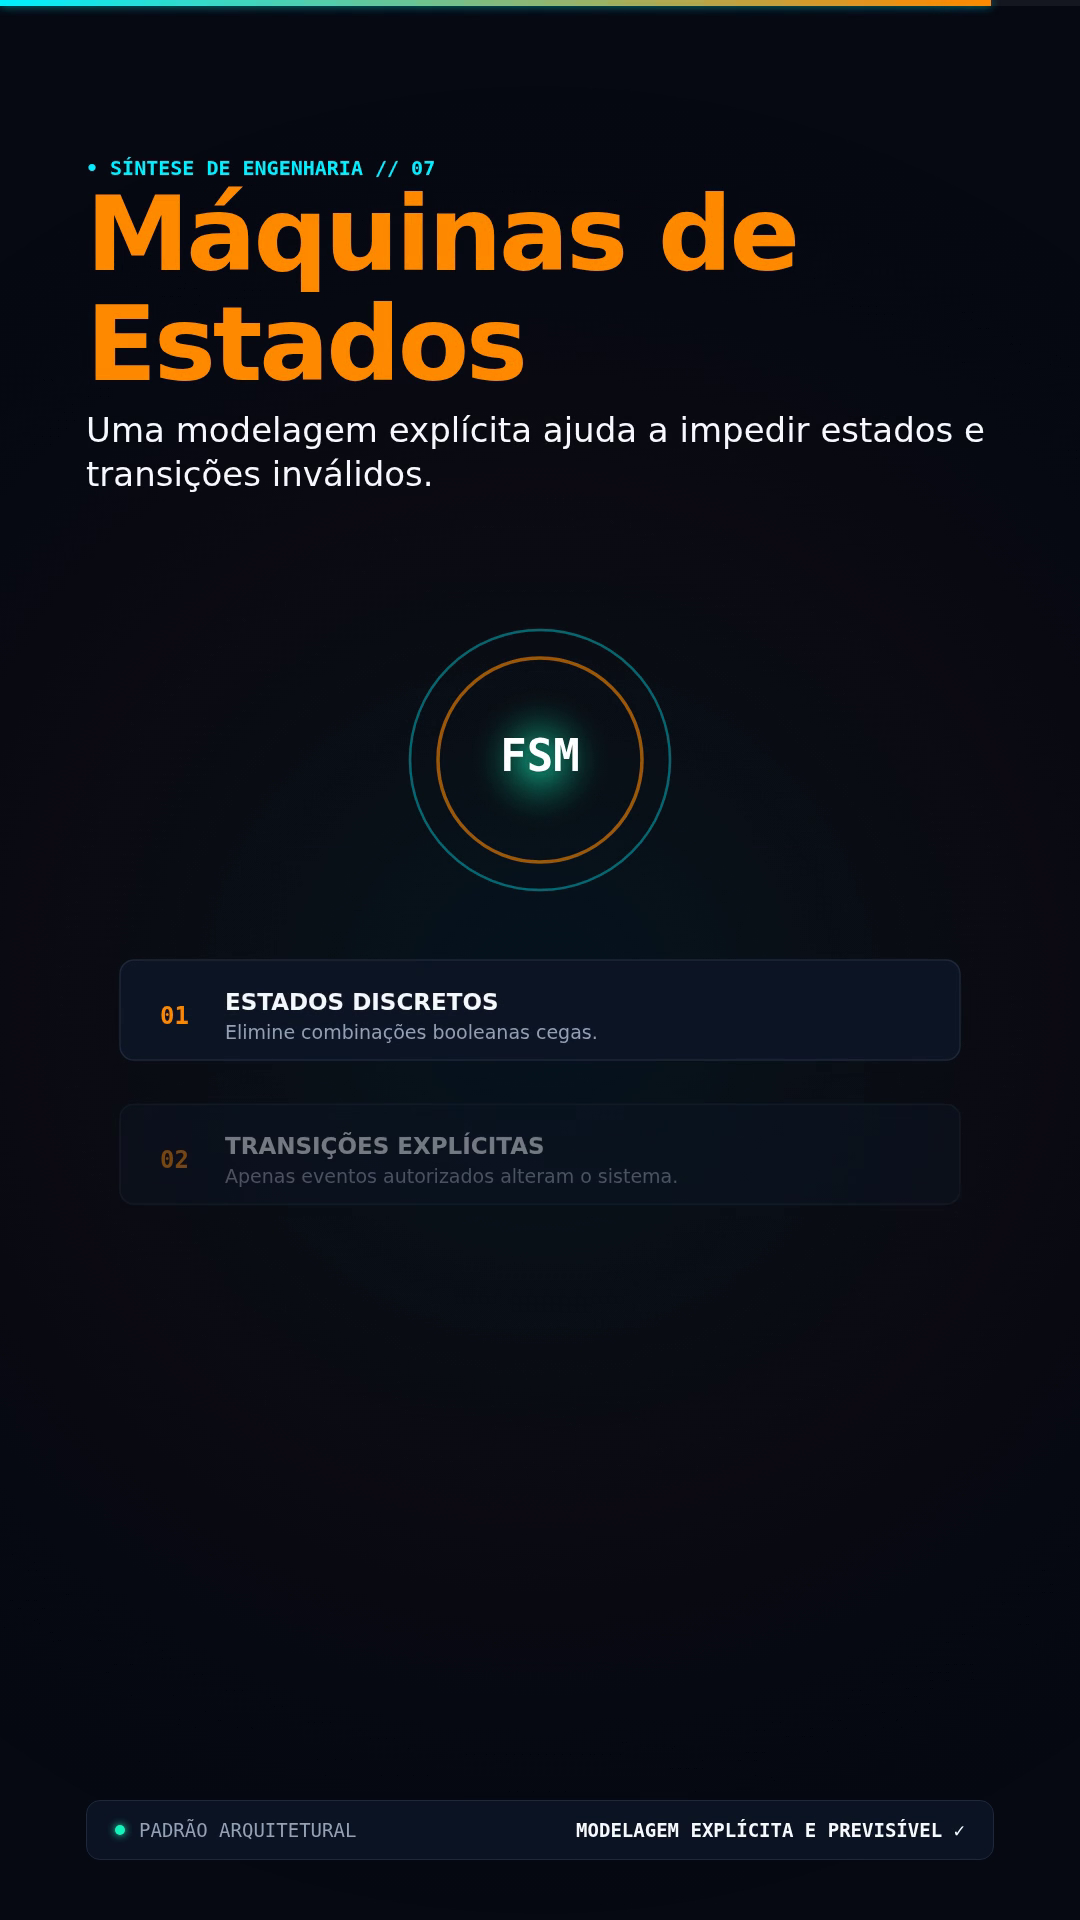 • SÍNTESE DE ENGENHARIA // 07
Máquinas de
Estados
Uma modelagem explícita ajuda a impedir estados e
transições inválidos.
FSM
01
ESTADOS DISCRETOS
Elimine combinações booleanas cegas.
02
TRANSIÇÕES EXPLÍCITAS
Apenas eventos autorizados alteram o sistema.
PADRÃO ARQUITETURAL
MODELAGEM EXPLÍCITA E PREVISÍVEL ✓